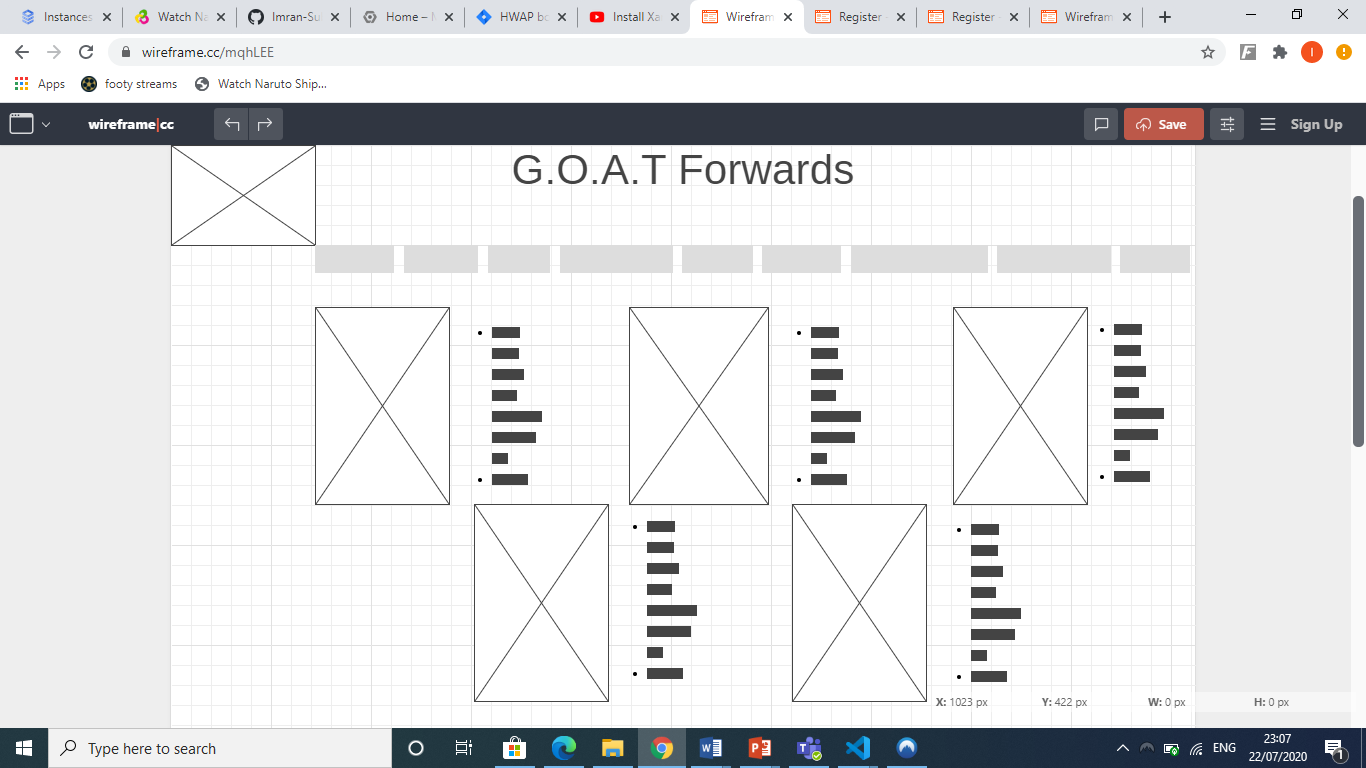 Instances
Watch Na
Imran-Su
Home – M
HWAP bo
Install Xa
Wirefram
Register
Register
Wirefram
wireframe.cc/mqhLEE
Apps
footy streams
Watch Naruto Ship...
wireframe|cc
Save
Sign Up
G.O.A.T Forwards
X: 1023 px Y: 422 px W: 0 px H: 0 px
Type here to search
ENG
23:07
22/07/2020
1